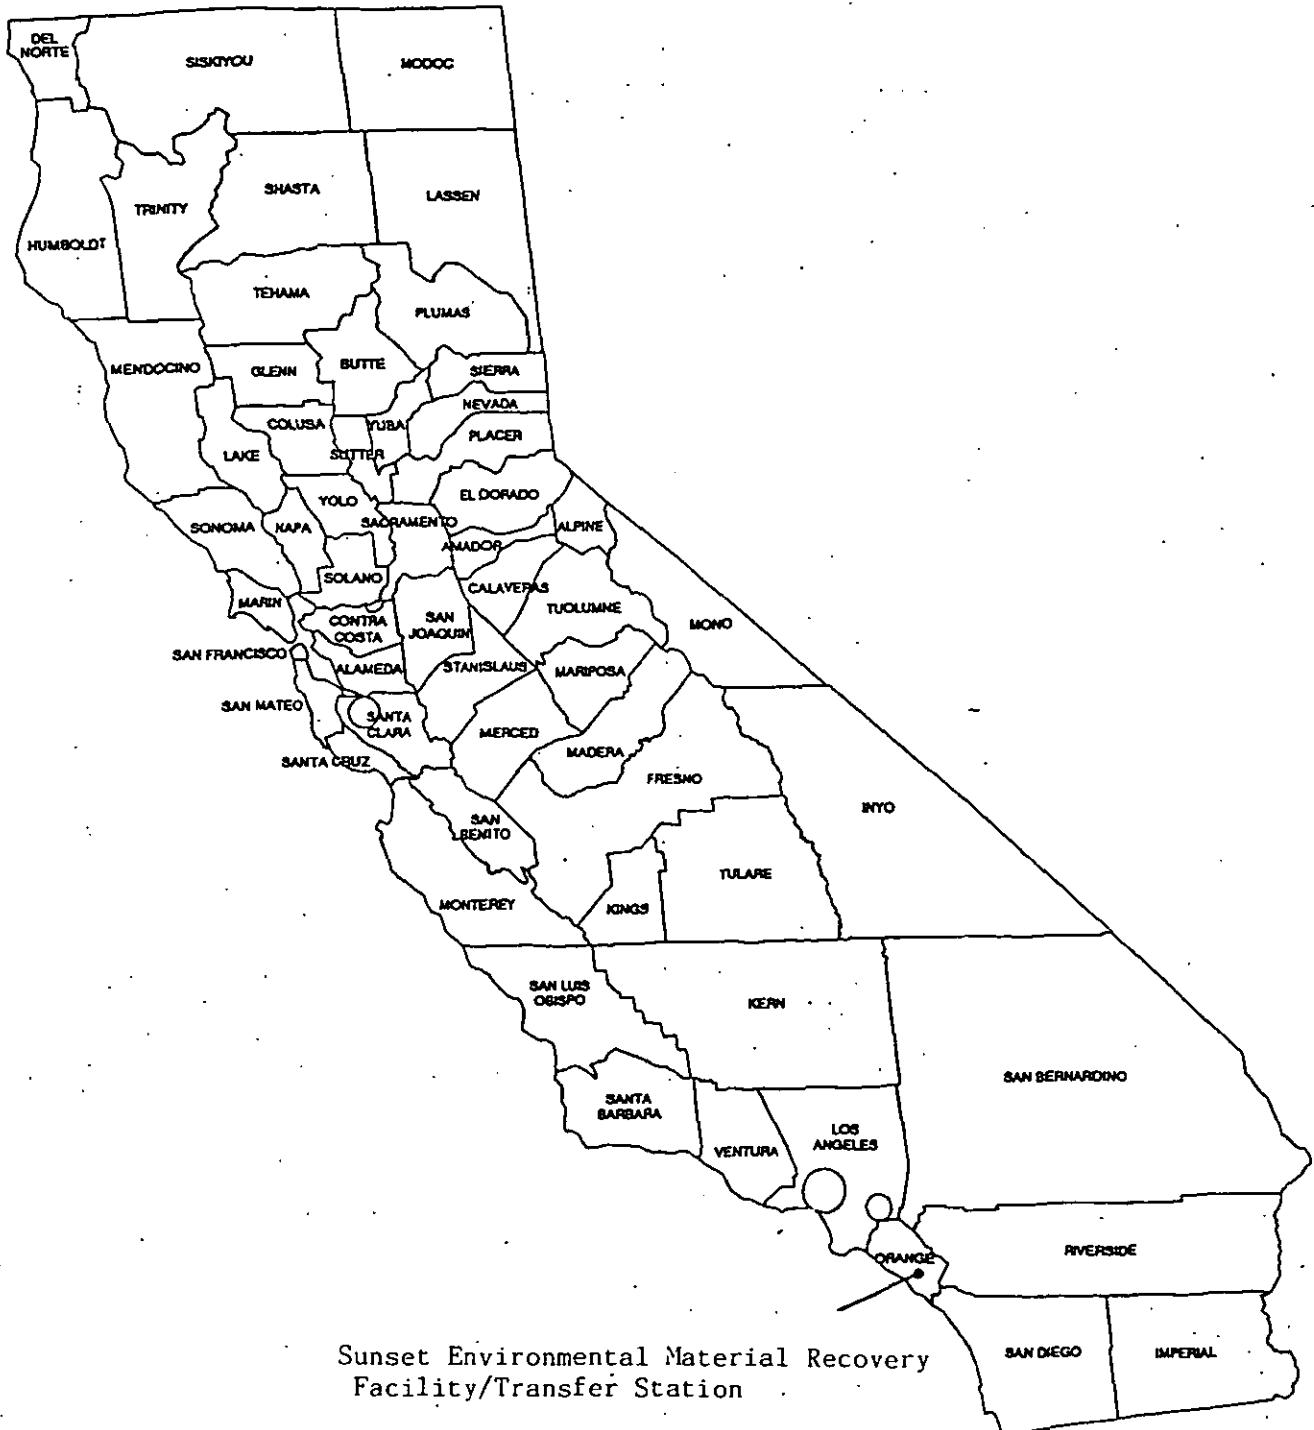 DEL
NORTE
SISKIYOU
MODOC
TRINITY
SHASTA
LASSEN
HUMBOLDT
TEHAMA
PLUMAS
MENDOCINO
GLENN
BUTTE
SIERRA
NEVADA
COLUSA
YUBA
PLACER
LAKE
SUTTER
YOLO
EL DORADO
SONOMA
NAPA
SACRAMENTO
ALPINE
AMADOR
SOLANO
CALAVERAS
MARIN
TUOLUMNE
CONTRA
COSTA
SAN
JOAQUIN
MONO
SAN FRANCISCO
ALAMEDA
STANISLAUS
MARIPOSA
SAN MATEO
SANTA
CLARA
MERCED
MADERA
SANTA CRUZ
FRESNO
INYO
SAN
BENITO
TULARE
MONTEREY
KINGS
SAN LUIS
OBISPO
KERN
SAN BERNARDINO
SANTA
BARBARA
VENTURA
LOS
ANGELES
ORANGE
RIVERSIDE
SAN DIEGO
IMPERIAL
Sunset Environmental Material Recovery
Facility/Transfer Station